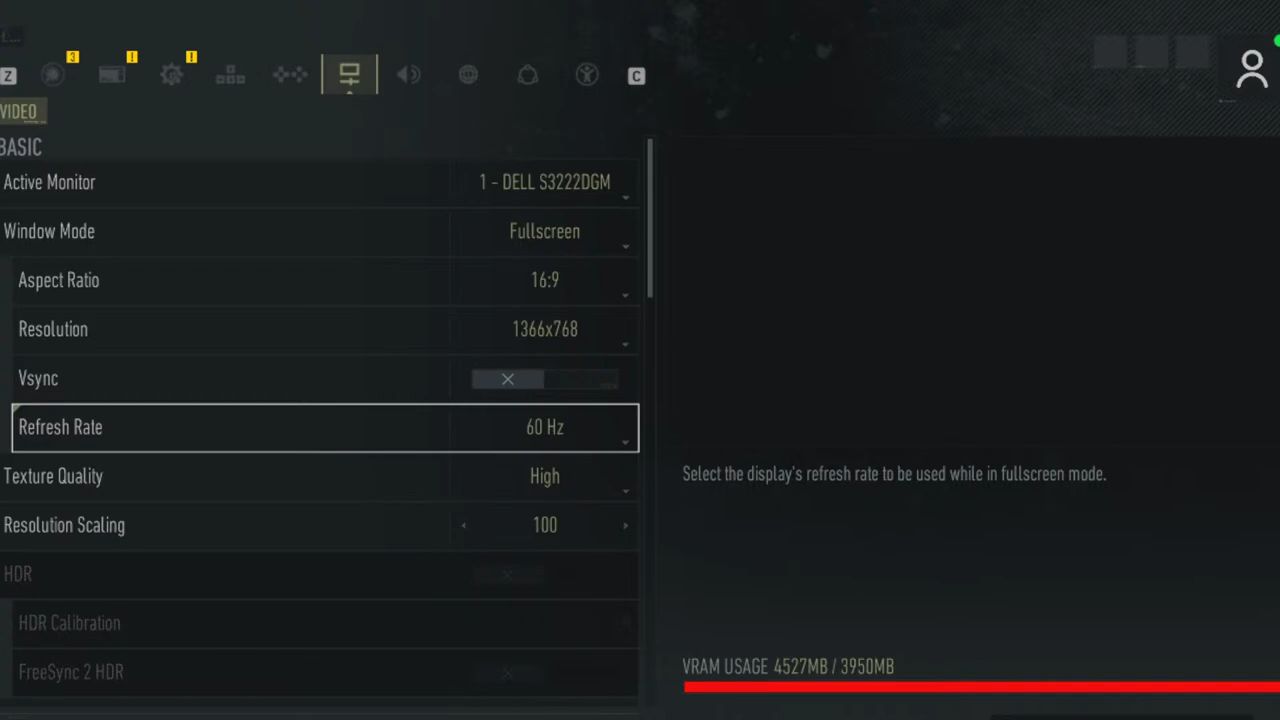 3 ! !
Z C
VIDEO
BASIC
Active Monitor 1 - DELL S3222DGM
Window Mode Fullscreen
Aspect Ratio 16:9
Resolution 1366x768
Vsync
Refresh Rate 60 Hz
Texture Quality High
Resolution Scaling 100
HDR
HDR Calibration
FreeSync 2 HDR
Select the display's refresh rate to be used while in fullscreen mode.
VRAM USAGE 4527MB / 3950MB